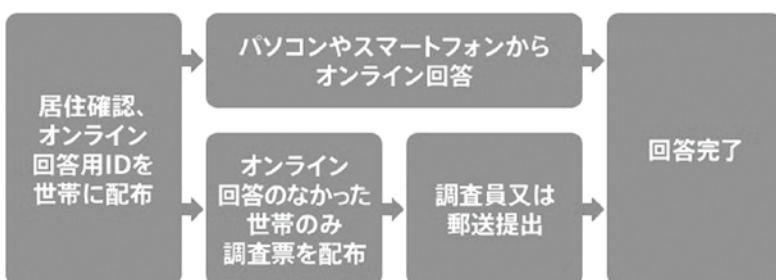 居住確認、
オンライン
回答用IDを
世帯に配布
パソコンやスマートフォンから
オンライン回答
オンライン
回答のなかった
世帯のみ
調査票を配布
調査員又は
郵送提出
回答完了